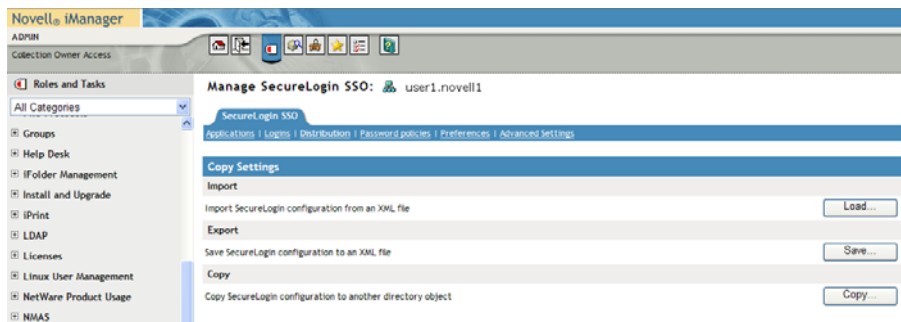 Novell® iManager
ADMIN
Collection Owner Access
Roles and Tasks
All Categories
Groups
Help Desk
iFolder Management
Install and Upgrade
iPrint
LDAP
Licenses
Linux User Management
NetWare Product Usage
NMAS
Manage SecureLogin SSO: user1.novell1
SecureLogin SSO
Applications | Logins | Distribution | Password policies | Preferences | Advanced Settings
Copy Settings
Import
Import SecureLogin configuration from an XML file Load...
Export
Save SecureLogin configuration to an XML file Save...
Copy
Copy SecureLogin configuration to another directory object Copy...